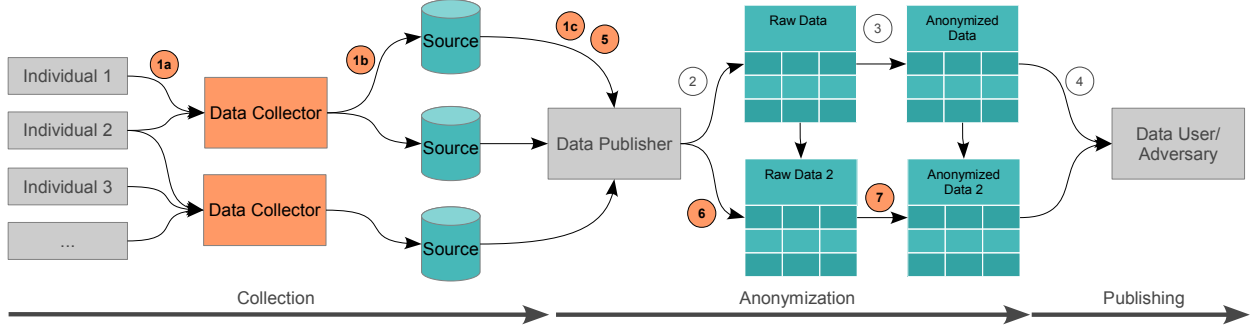 Individual 1
Individual 2
Individual 3
...
1a
Data Collector
Data Collector
1b
Source
Source
Source
1c
5
Data Publisher
2
6
Raw Data
3
Anonymized
Data
Raw Data 2
7
Anonymized
Data 2
4
Data User/
Adversary
Collection
Anonymization
Publishing